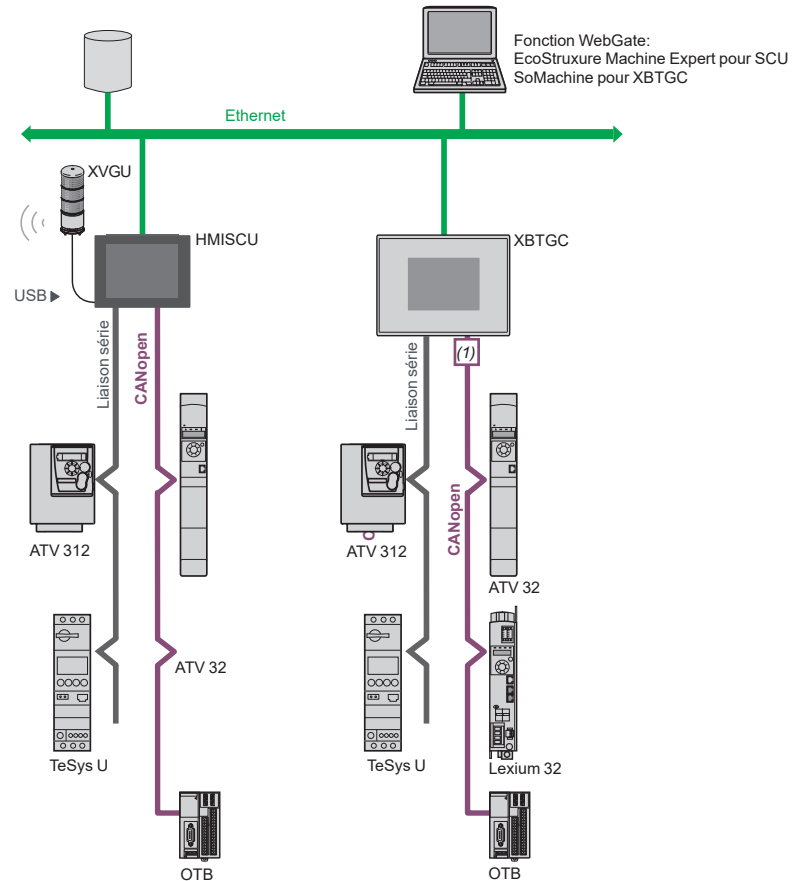 Fonction WebGate:
EcoStruxure Machine Expert pour SCU
SoMachine pour XBTGC
Ethernet
XVGU
HMISCU
XBTGC
USB
Liaison série
CANopen
Liaison série
(1)
CANopen
ATV 312
ATV 312
C
ATV 32
ATV 32
TeSys U
TeSys U
Lexium 32
OTB
OTB